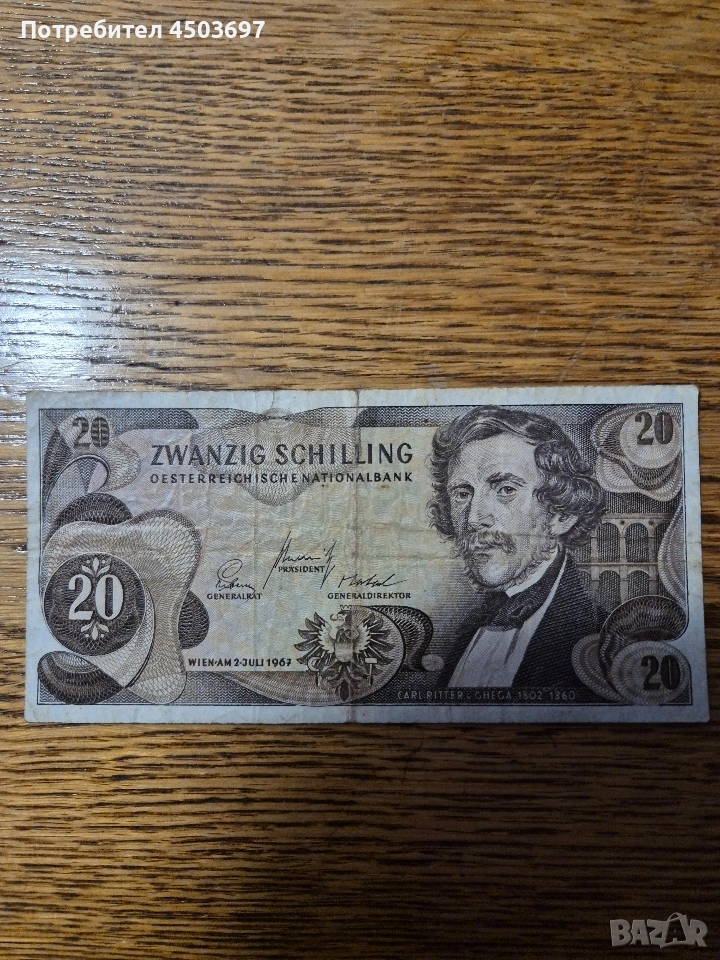 Потребител 4503697
20
20
ZWANZIG SCHILLING
OESTERREICHISCHE NATIONALBANK
PRÄSIDENT
GENERALRAT
GENERALDIREKTOR
20
WIEN·AM 2·JULI 1967
20
CARL RITTER v. GHEGA 1802-1860
BAZAR